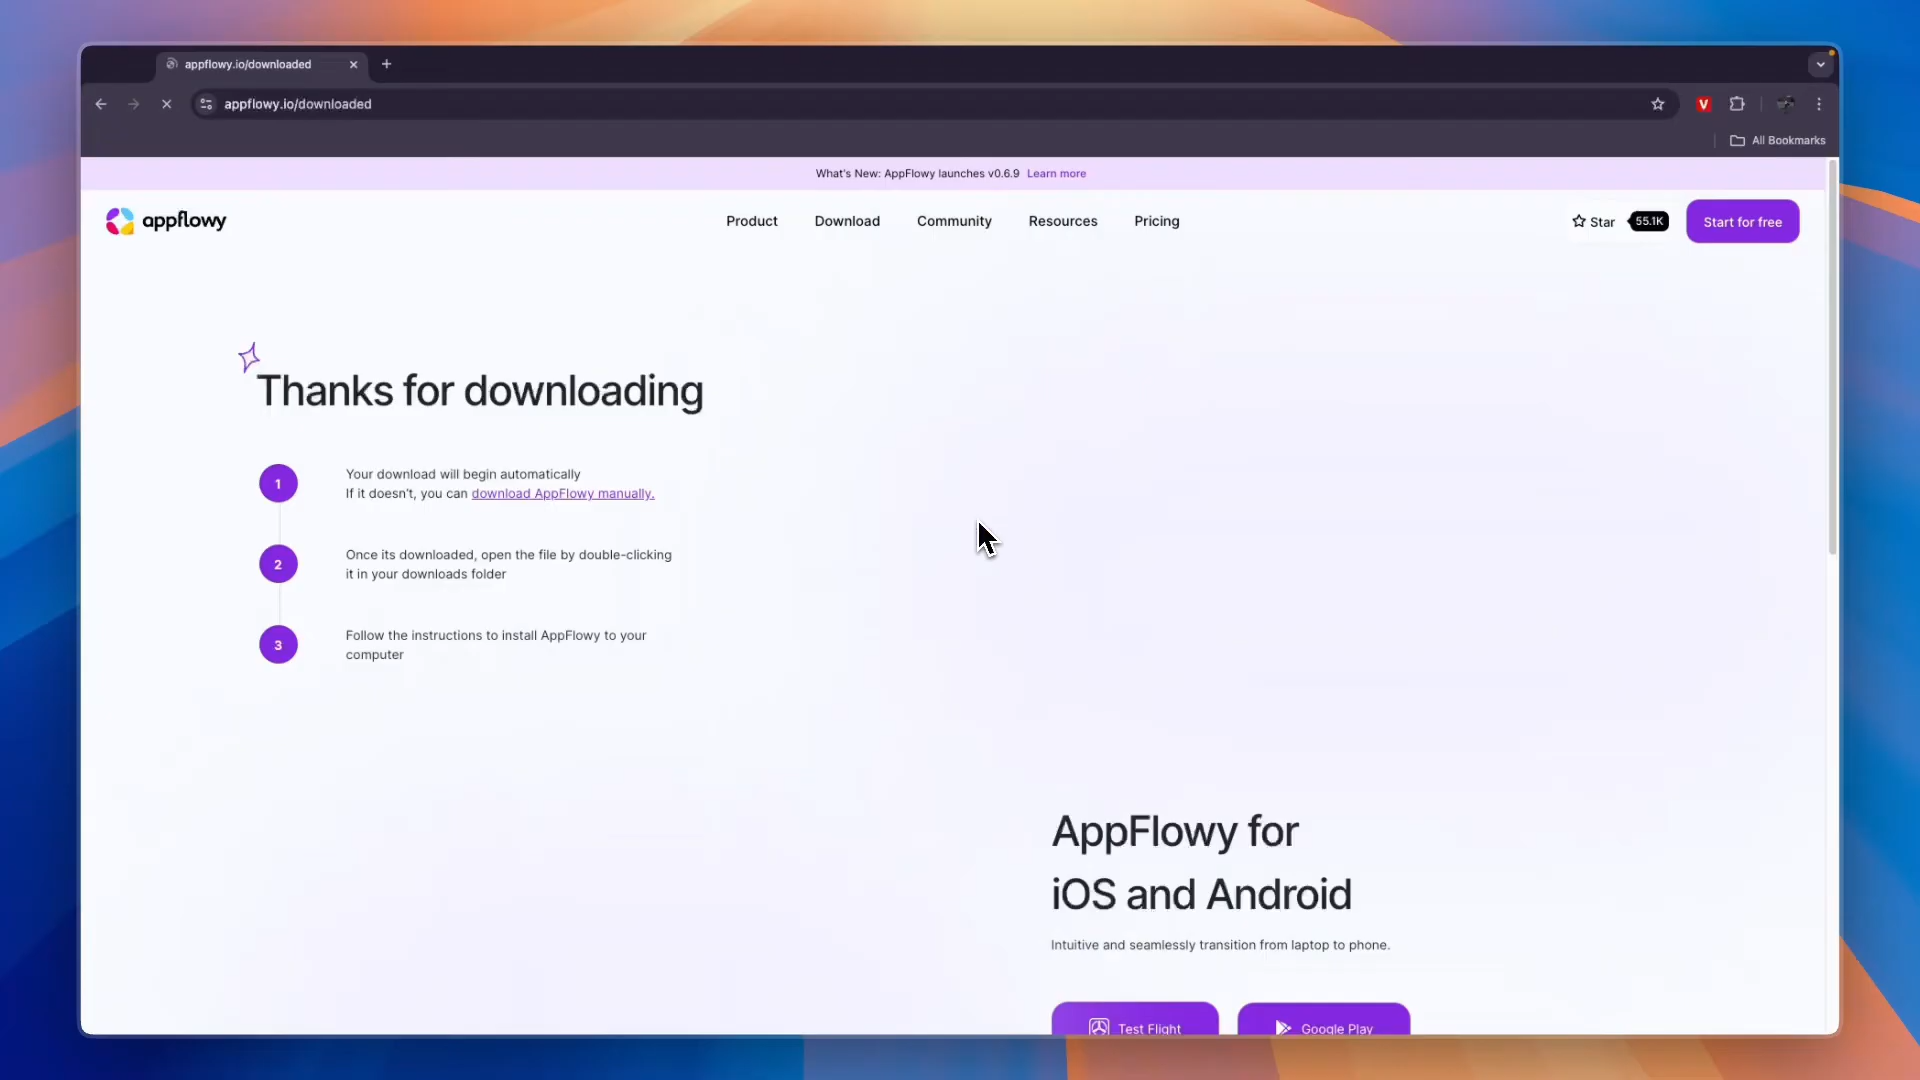 appflowy.io/downloaded
appflowy.io/downloaded
V
All Bookmarks
What's New: AppFlowy launches v0.6.9 Learn more
appflowy
Product
Download
Community
Resources
Pricing
Star
55.1K
Start for free
Thanks for downloading
1
Your download will begin automatically
If it doesn't, you can download AppFlowy manually.
2
Once its downloaded, open the file by double-clicking
it in your downloads folder
3
Follow the instructions to install AppFlowy to your
computer
AppFlowy for
iOS and Android
Intuitive and seamlessly transition from laptop to phone.
Test Flight
Google Play